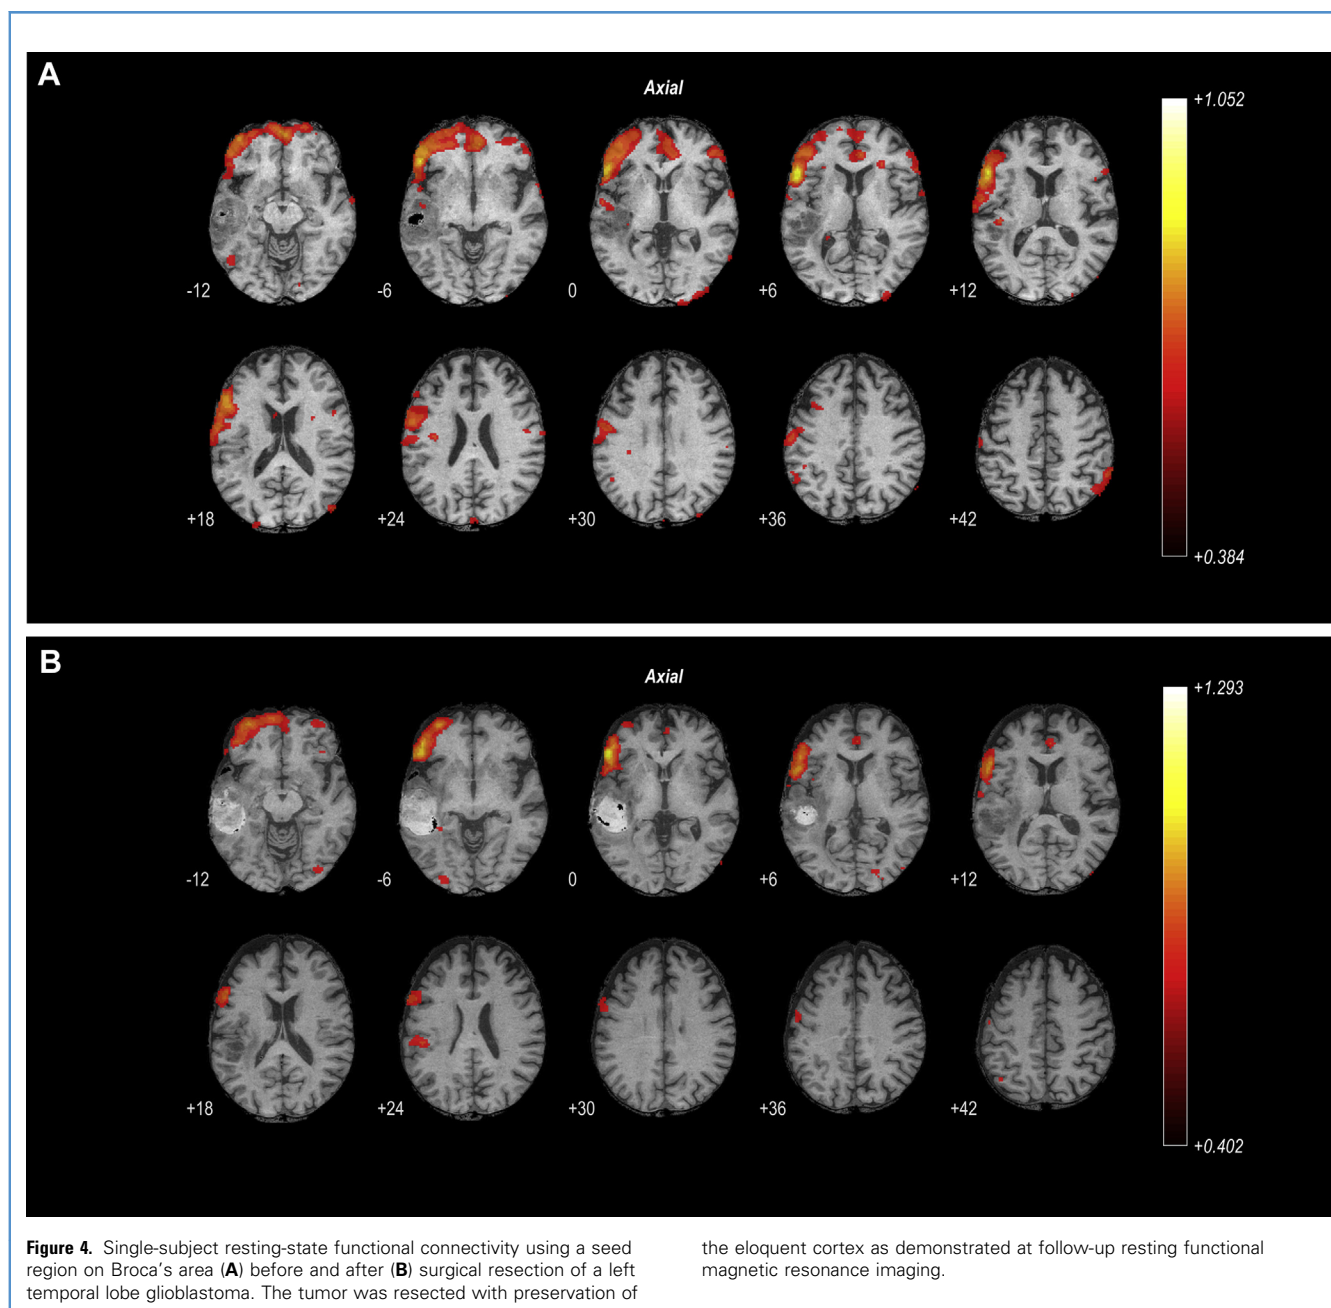 A
Axial
+1.052
-12
-6
0
+6
+12
+18
+24
+30
+36
+42
+0.384
B
Axial
+1.293
-12
-6
0
+6
+12
+18
+24
+30
+36
+42
+0.402
Figure 4. Single-subject resting-state functional connectivity using a seed
region on Broca's area (A) before and after (B) surgical resection of a left
temporal lobe glioblastoma. The tumor was resected with preservation of
the eloquent cortex as demonstrated at follow-up resting functional
magnetic resonance imaging.